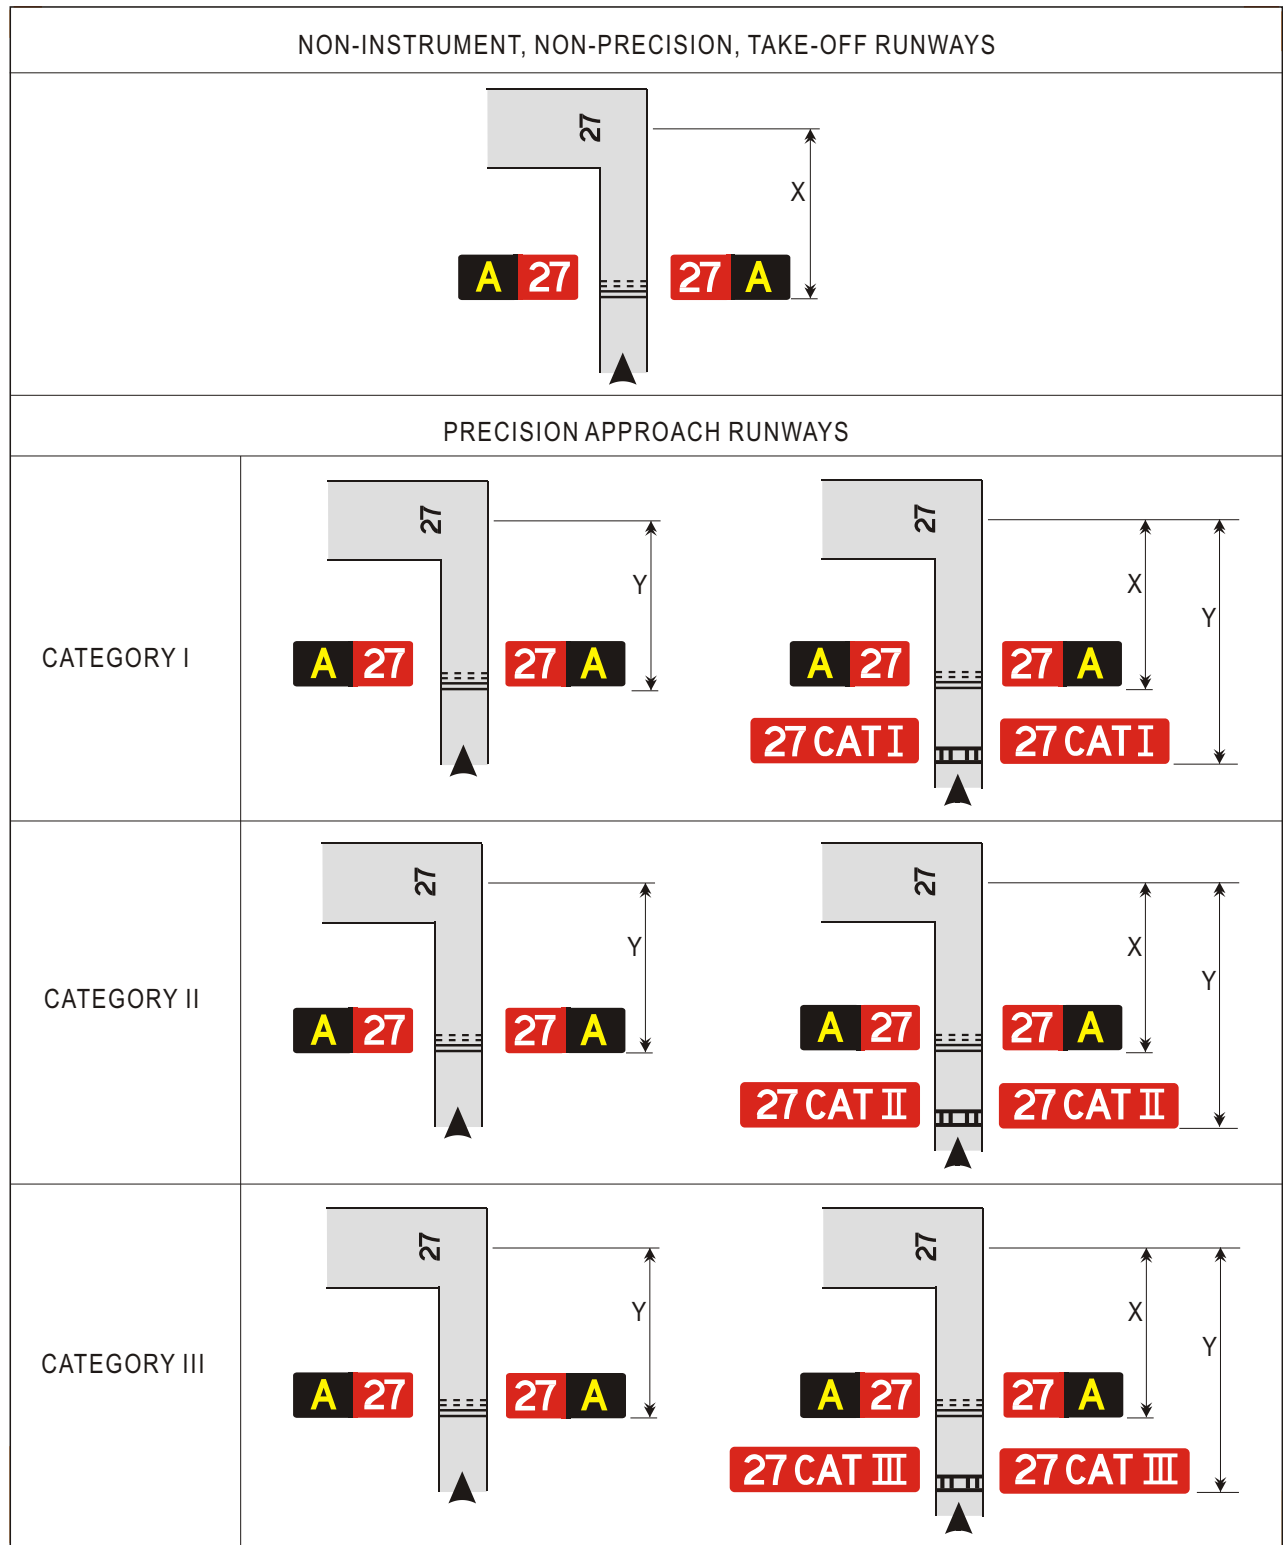 NON-INSTRUMENT, NON-PRECISION, TAKE-OFF RUNWAYS
27
X
A 27
27 A
PRECISION APPROACH RUNWAYS
CATEGORY I
27
Y
A 27
27 A
27
X
Y
A 27
27 A
27 CAT I
27 CAT I
CATEGORY II
27
Y
A 27
27 A
27
X
Y
A 27
27 A
27 CAT II
27 CAT II
CATEGORY III
27
Y
A 27
27 A
27
X
Y
A 27
27 A
27 CAT III
27 CAT III